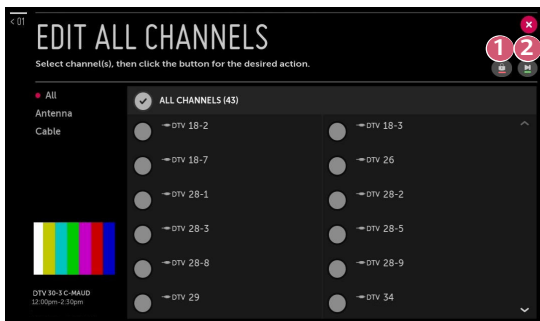 < 01
EDIT ALL CHANNELS
Select channel(s), then click the button for the desired action.
1 2
All
Antenna
Cable
ALL CHANNELS (43)
DTV 18-2 DTV 18-3
DTV 18-7 DTV 26
DTV 28-1 DTV 28-2
DTV 28-3 DTV 28-5
DTV 28-8 DTV 28-9
DTV 29 DTV 34
DTV 30-3 C-MAUD
12:00pm-2:30pm